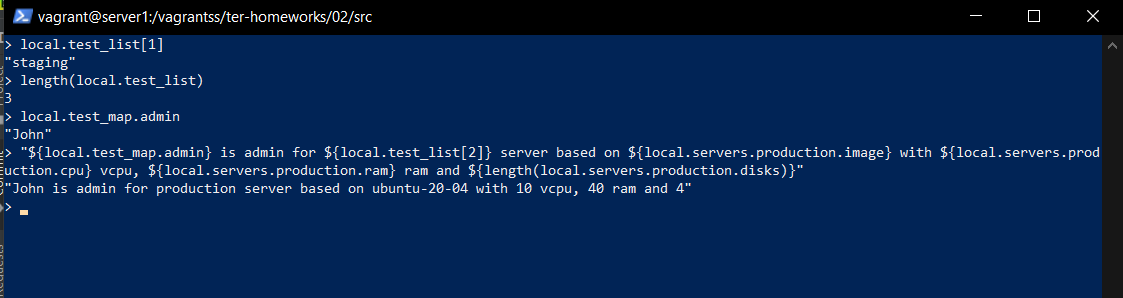 vagrant@server1:/vagrantss/ter-homeworks/02/src
> local.test_list[1]
"staging"
> length(local.test_list)
3
> local.test_map.admin
"John"
> "${local.test_map.admin} is admin for ${local.test_list[2]} server based on ${local.servers.production.image} with ${local.servers.prod
uction.cpu} vcpu, ${local.servers.production.ram} ram and ${length(local.servers.production.disks)}"
"John is admin for production server based on ubuntu-20-04 with 10 vcpu, 40 ram and 4"
>